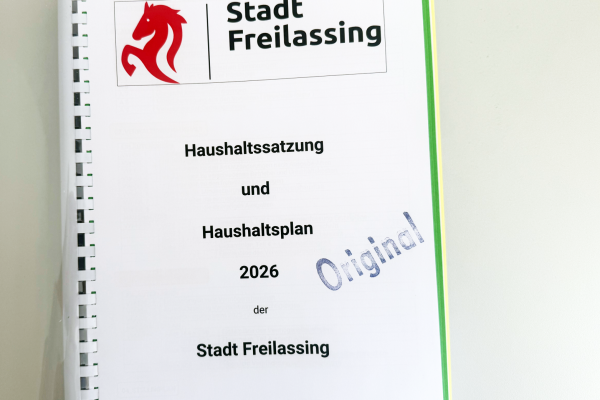 Stadt
Freilassing
Haushaltssatzung
und
Haushaltsplan
2026
Original
der
Stadt Freilassing